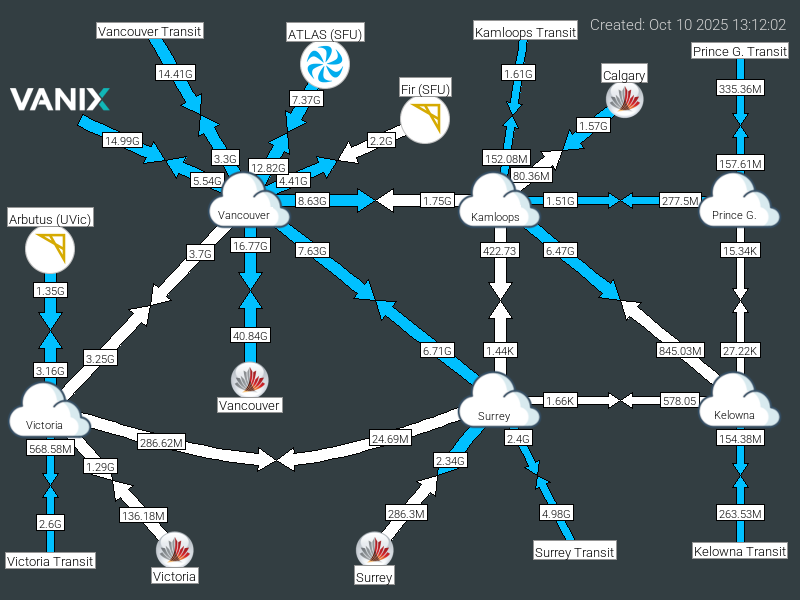 Created: Oct 10 2025 13:12:02
Vancouver Transit
ATLAS (SFU)
Kamloops Transit
Prince G. Transit
14.41G
1.61G
Calgary
Fir (SFU)
335.36M
VANIX
7.37G
1.57G
14.99G
2.2G
3.3G
152.08M
157.61M
12.82G
80.36M
5.54G
4.41G
8.63G
1.75G
1.51G
277.5M
Vancouver
Kamloops
Prince G.
Arbutus (UVic)
16.77G
3.7G
7.63G
422.73
6.47G
15.34K
1.35G
40.84G
3.25G
6.71G
1.44K
845.03M
27.22K
3.16G
Vancouver
1.66K
578.05
Victoria
Surrey
Kelowna
568.58M
286.62M
24.69M
2.4G
154.38M
1.29G
2.34G
2.6G
136.18M
286.3M
4.98G
263.53M
Victoria Transit
Victoria
Surrey
Surrey Transit
Kelowna Transit